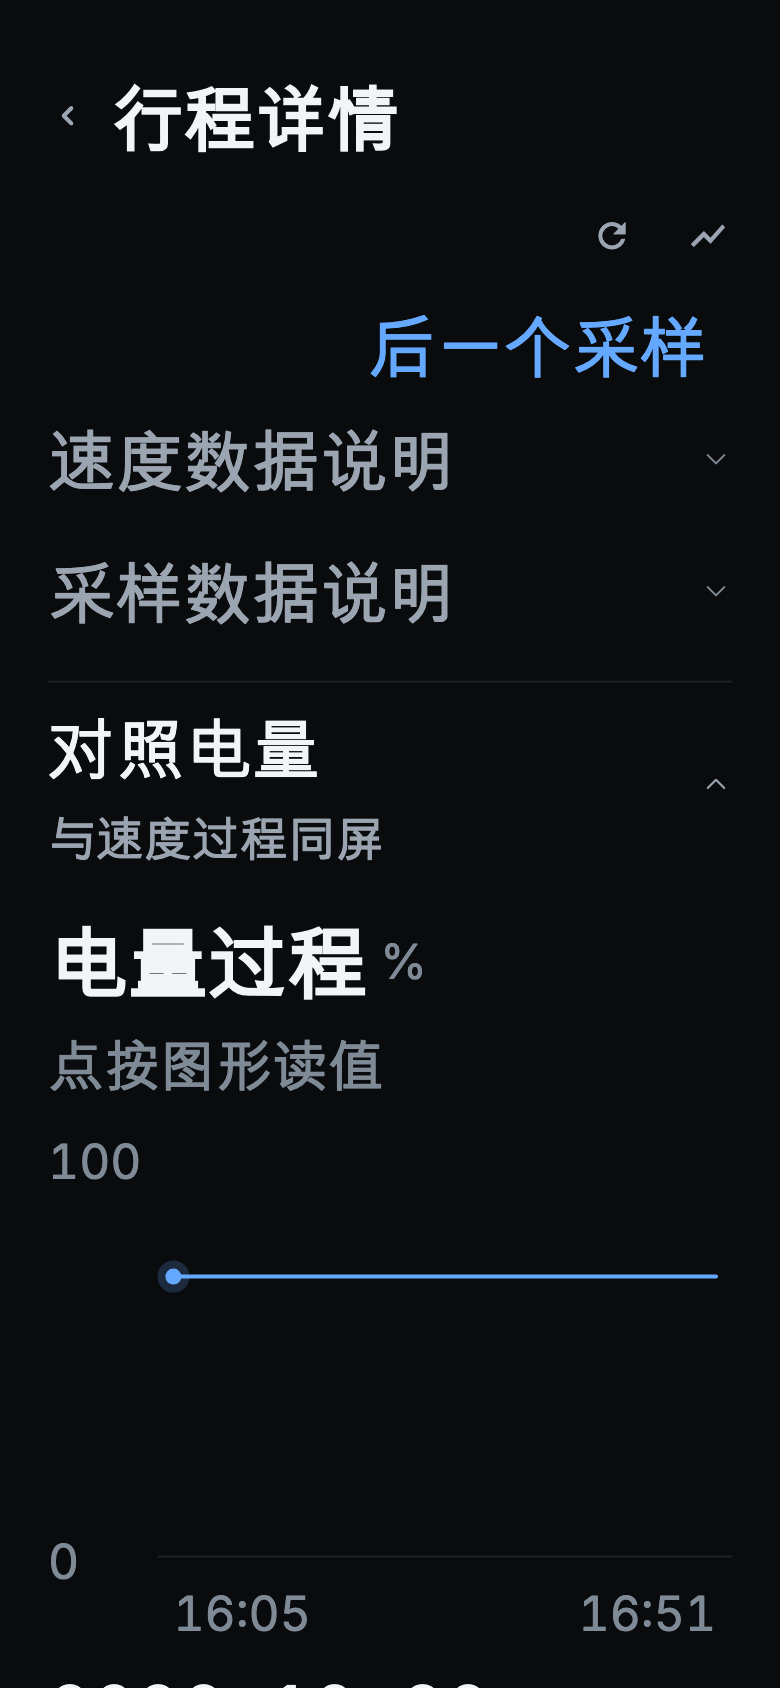 行程详情
后一个采样
速度数据说明
采样数据说明
对照电量
与速度过程同屏
电量过程 %
点按图形读值
100
0
16:05 16:51